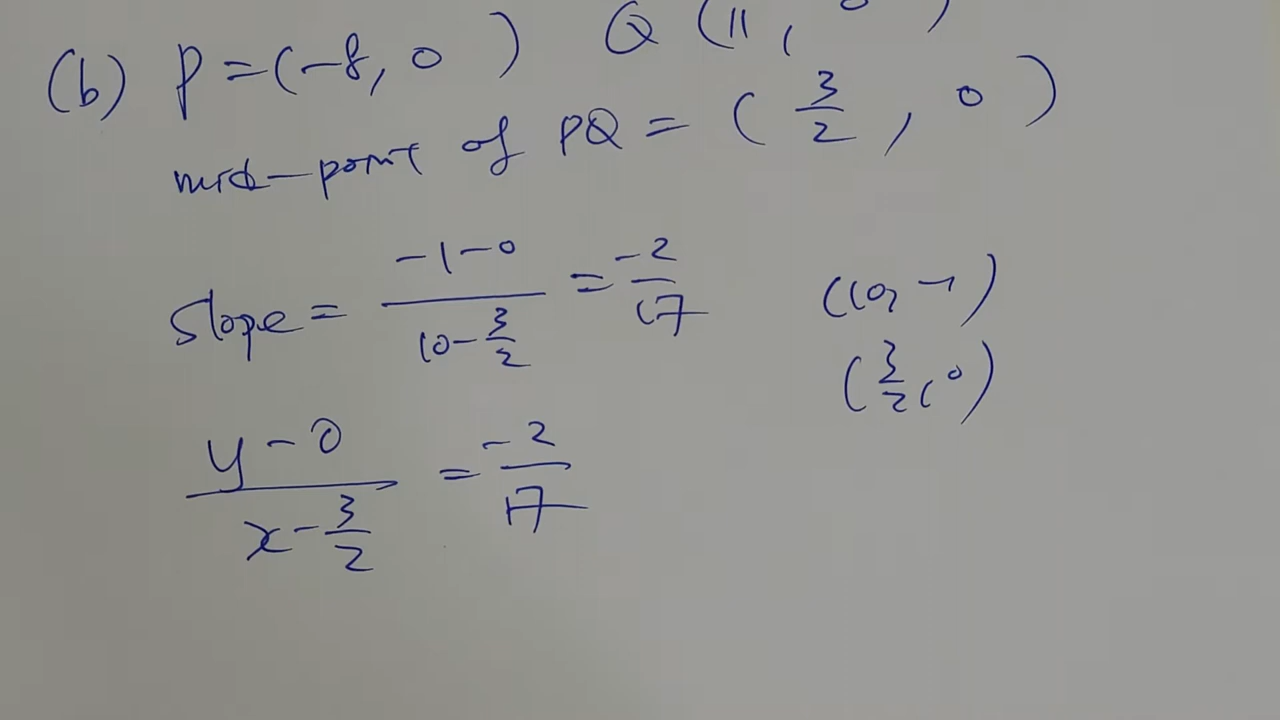 (b) P = (-8, 0) Q (11, 0)
mid-point of PQ = (3/2, 0)
slope = (-1-0)/(10-3/2) = -2/17
(10, -1)
(3/2, 0)
(y-0)/(x-3/2) = -2/17